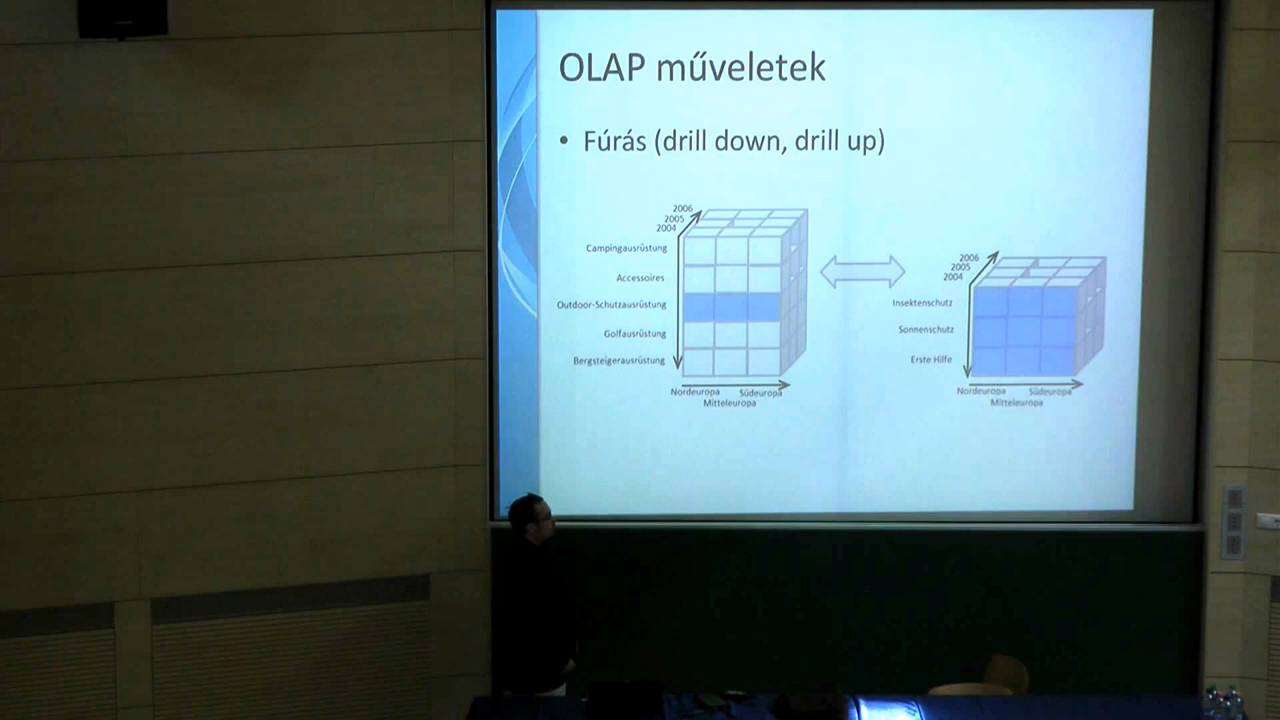 OLAP műveletek
• Fúrás (drill down, drill up)
2006
2005
2004
Campingausrüstung
Accessoires
Outdoor-Schutzausrüstung
Golfausrüstung
Bergsteigerausrüstung
Nordeuropa
Südeuropa
Mitteleuropa
2006
2005
2004
Insektenschutz
Sonnenschutz
Erste Hilfe
Nordeuropa
Südeuropa
Mitteleuropa